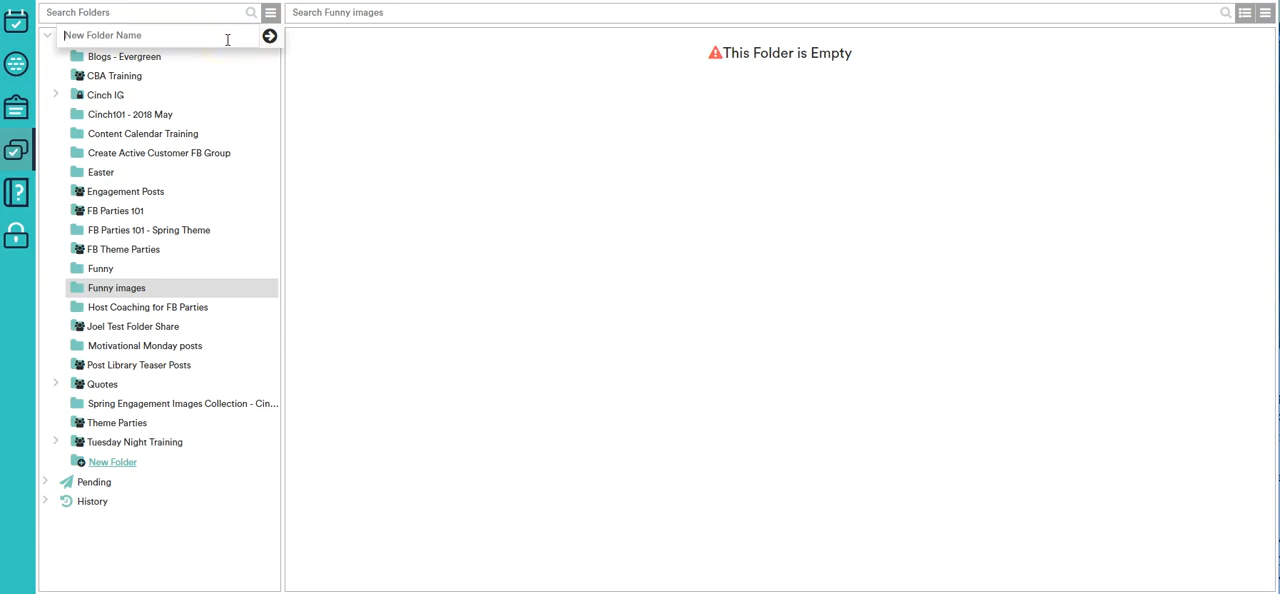 Search Folders
Search Funny images
New Folder Name
This Folder is Empty
Blogs - Evergreen
CBA Training
Cinch IG
Cinch101 - 2018 May
Content Calendar Training
Create Active Customer FB Group
Easter
Engagement Posts
FB Parties 101
FB Parties 101 - Spring Theme
FB Theme Parties
Funny
Funny images
Host Coaching for FB Parties
Joel Test Folder Share
Motivational Monday posts
Post Library Teaser Posts
Quotes
Spring Engagement Images Collection - Cin...
Theme Parties
Tuesday Night Training
New Folder
Pending
History